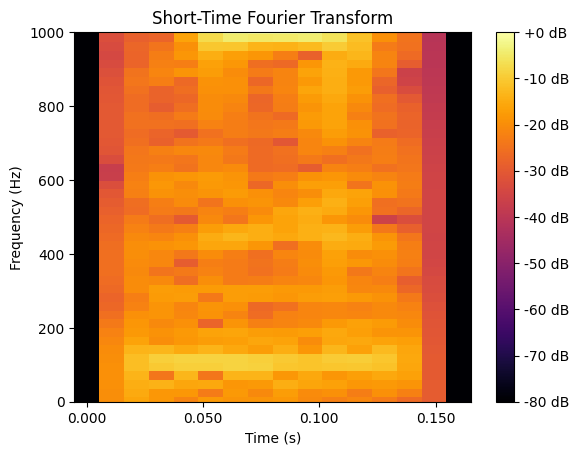 Short-Time Fourier Transform
Frequency (Hz)
1000
800
600
400
200
0
0.000
0.050
0.100
0.150
Time (s)
+0 dB
-10 dB
-20 dB
-30 dB
-40 dB
-50 dB
-60 dB
-70 dB
-80 dB